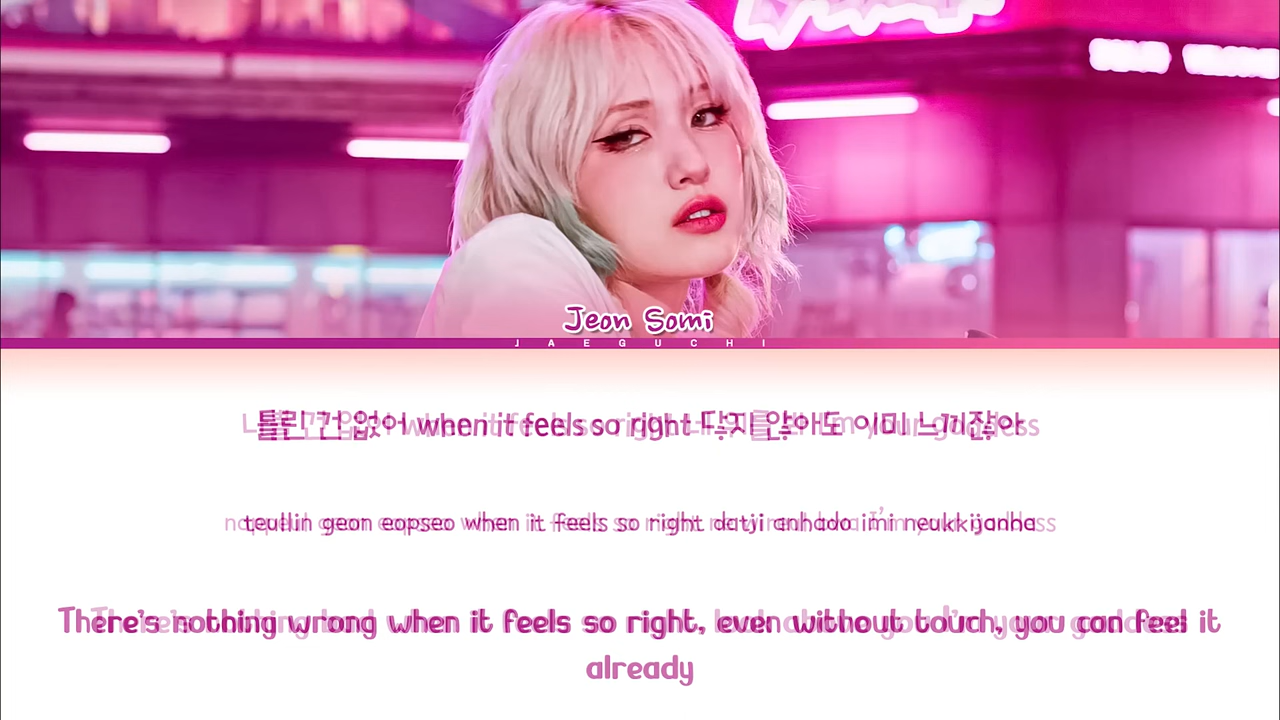 Jeon Somi
JAEGUCHI
틀린 건 없어 when it feels so right 닿지 않아도 이미 느끼잖아
teullin geon eopseo when it feels so right datji anhado imi neukkijanha
There's nothing wrong when it feels so right, even without touch, you can feel it
already